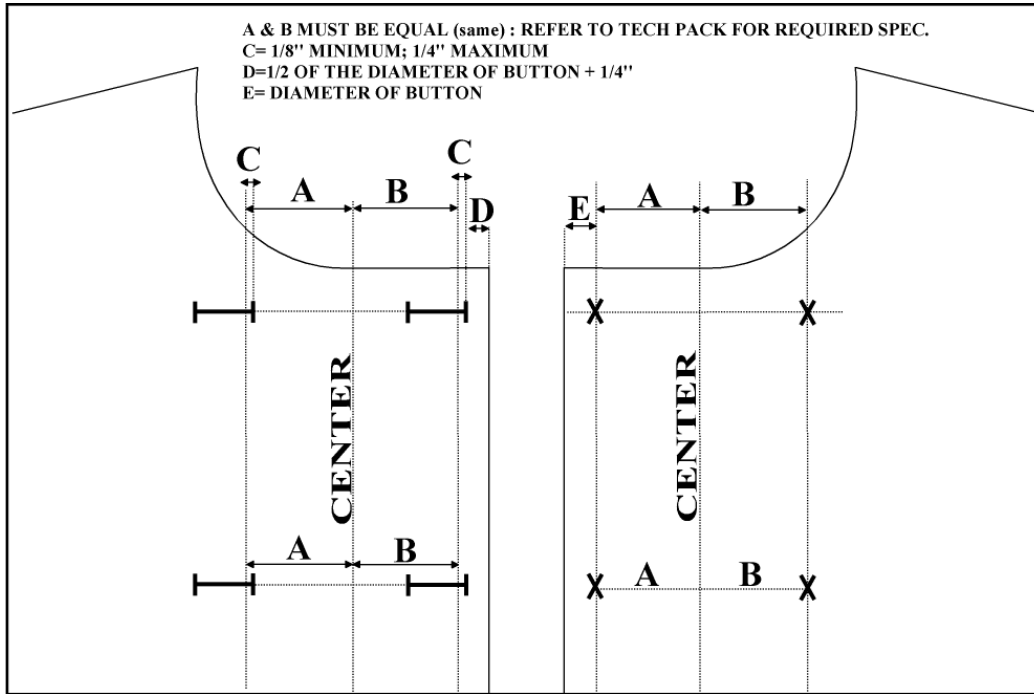 A & B MUST BE EQUAL (same) : REFER TO TECH PACK FOR REQUIRED SPEC.
C= 1/8" MINIMUM; 1/4" MAXIMUM
D=1/2 OF THE DIAMETER OF BUTTON + 1/4"
E= DIAMETER OF BUTTON
C
C
A
B
D
E
A
B
CENTER
CENTER
A
B
A
B